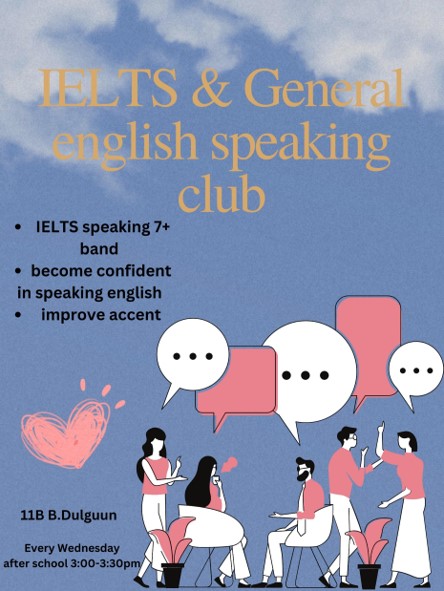 IELTS & General
english speaking
club
• IELTS speaking 7+
band
• become confident
in speaking english
• improve accent
11B B.Dulguun
Every Wednesday
after school 3:00-3:30pm